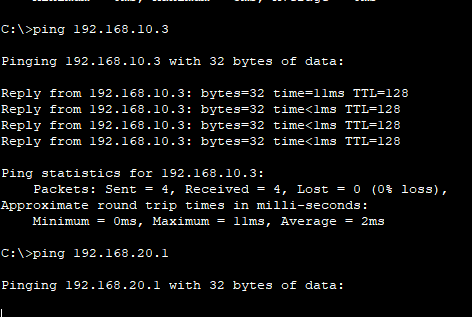 C:\>ping 192.168.10.3
Pinging 192.168.10.3 with 32 bytes of data:
Reply from 192.168.10.3: bytes=32 time=11ms TTL=128
Reply from 192.168.10.3: bytes=32 time<1ms TTL=128
Reply from 192.168.10.3: bytes=32 time<1ms TTL=128
Reply from 192.168.10.3: bytes=32 time<1ms TTL=128
Ping statistics for 192.168.10.3:
    Packets: Sent = 4, Received = 4, Lost = 0 (0% loss),
Approximate round trip times in milli-seconds:
    Minimum = 0ms, Maximum = 11ms, Average = 2ms
C:\>ping 192.168.20.1
Pinging 192.168.20.1 with 32 bytes of data: